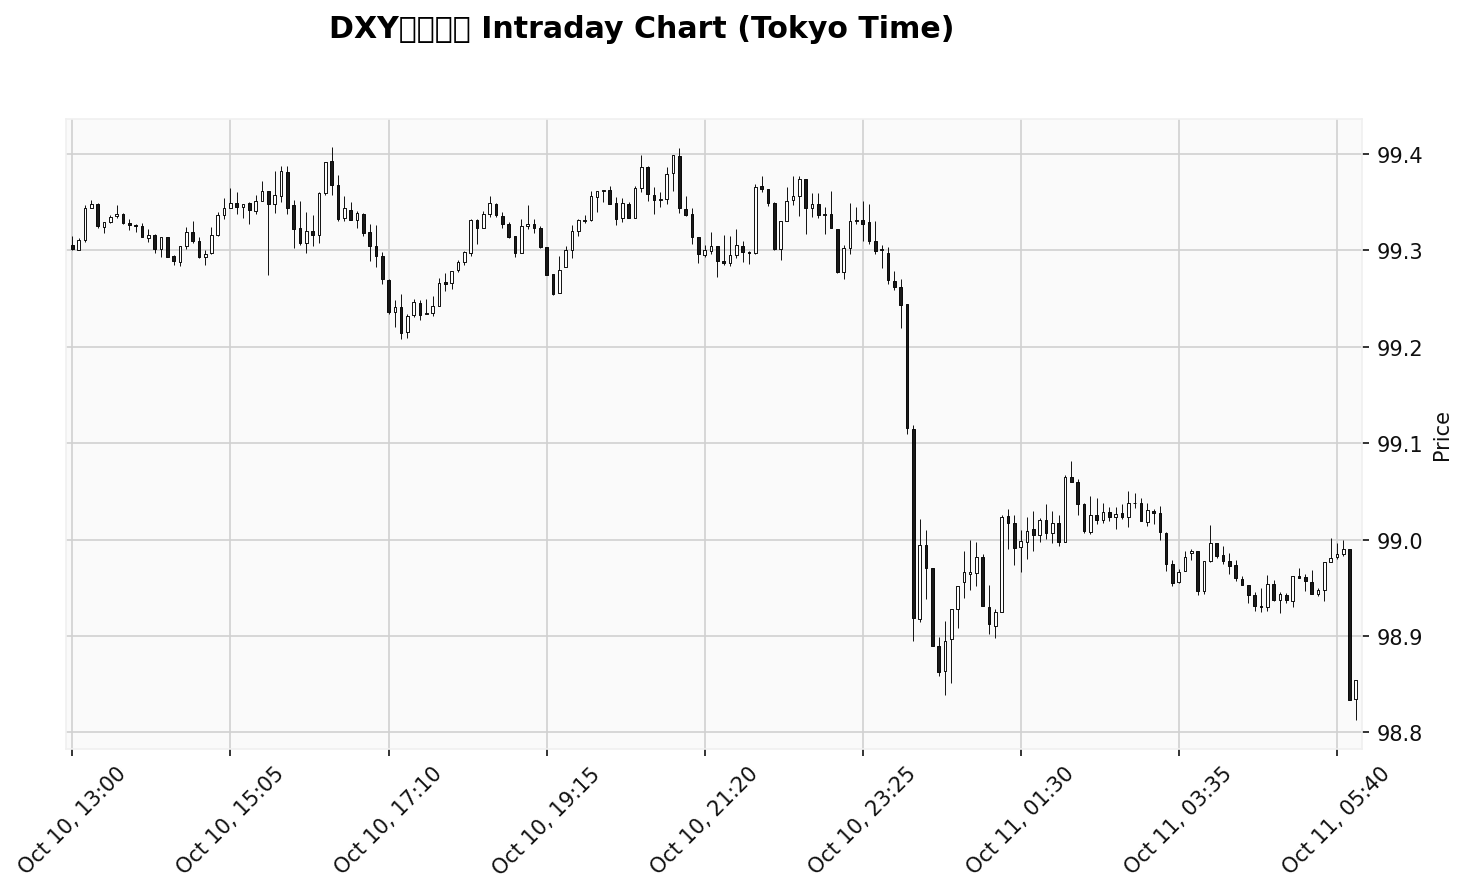 DXY Intraday Chart (Tokyo Time)
99.4
99.3
99.2
99.1
99.0
98.9
98.8
Price
Oct 10, 13:00
Oct 10, 15:05
Oct 10, 17:10
Oct 10, 19:15
Oct 10, 21:20
Oct 10, 23:25
Oct 11, 01:30
Oct 11, 03:35
Oct 11, 05:40